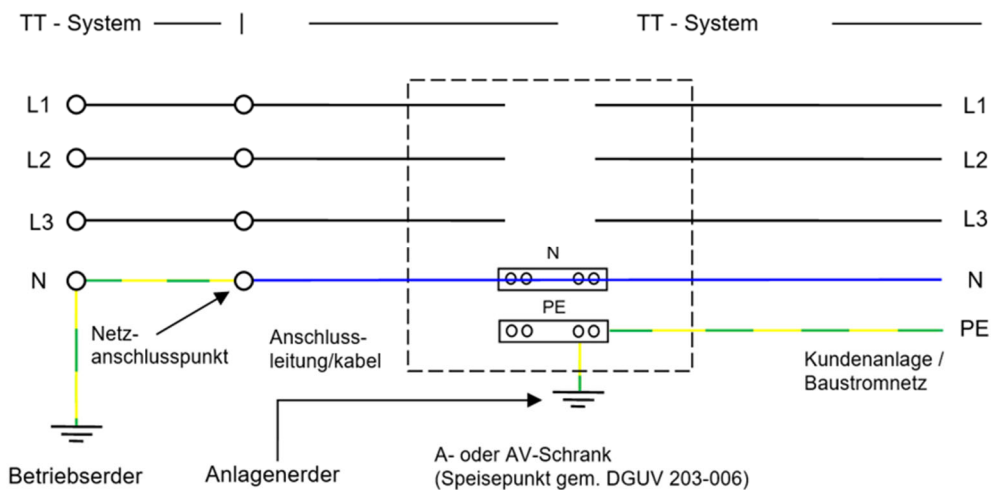 TT - System
TT - System
L1
L1
L2
L2
L3
L3
N
N
N
PE
PE
Netz-
anschlusspunkt
Anschluss-
leitung/kabel
Kundenanlage /
Baustromnetz
Betriebserder
Anlagenerder
A- oder AV-Schrank
(Speisepunkt gem. DGUV 203-006)